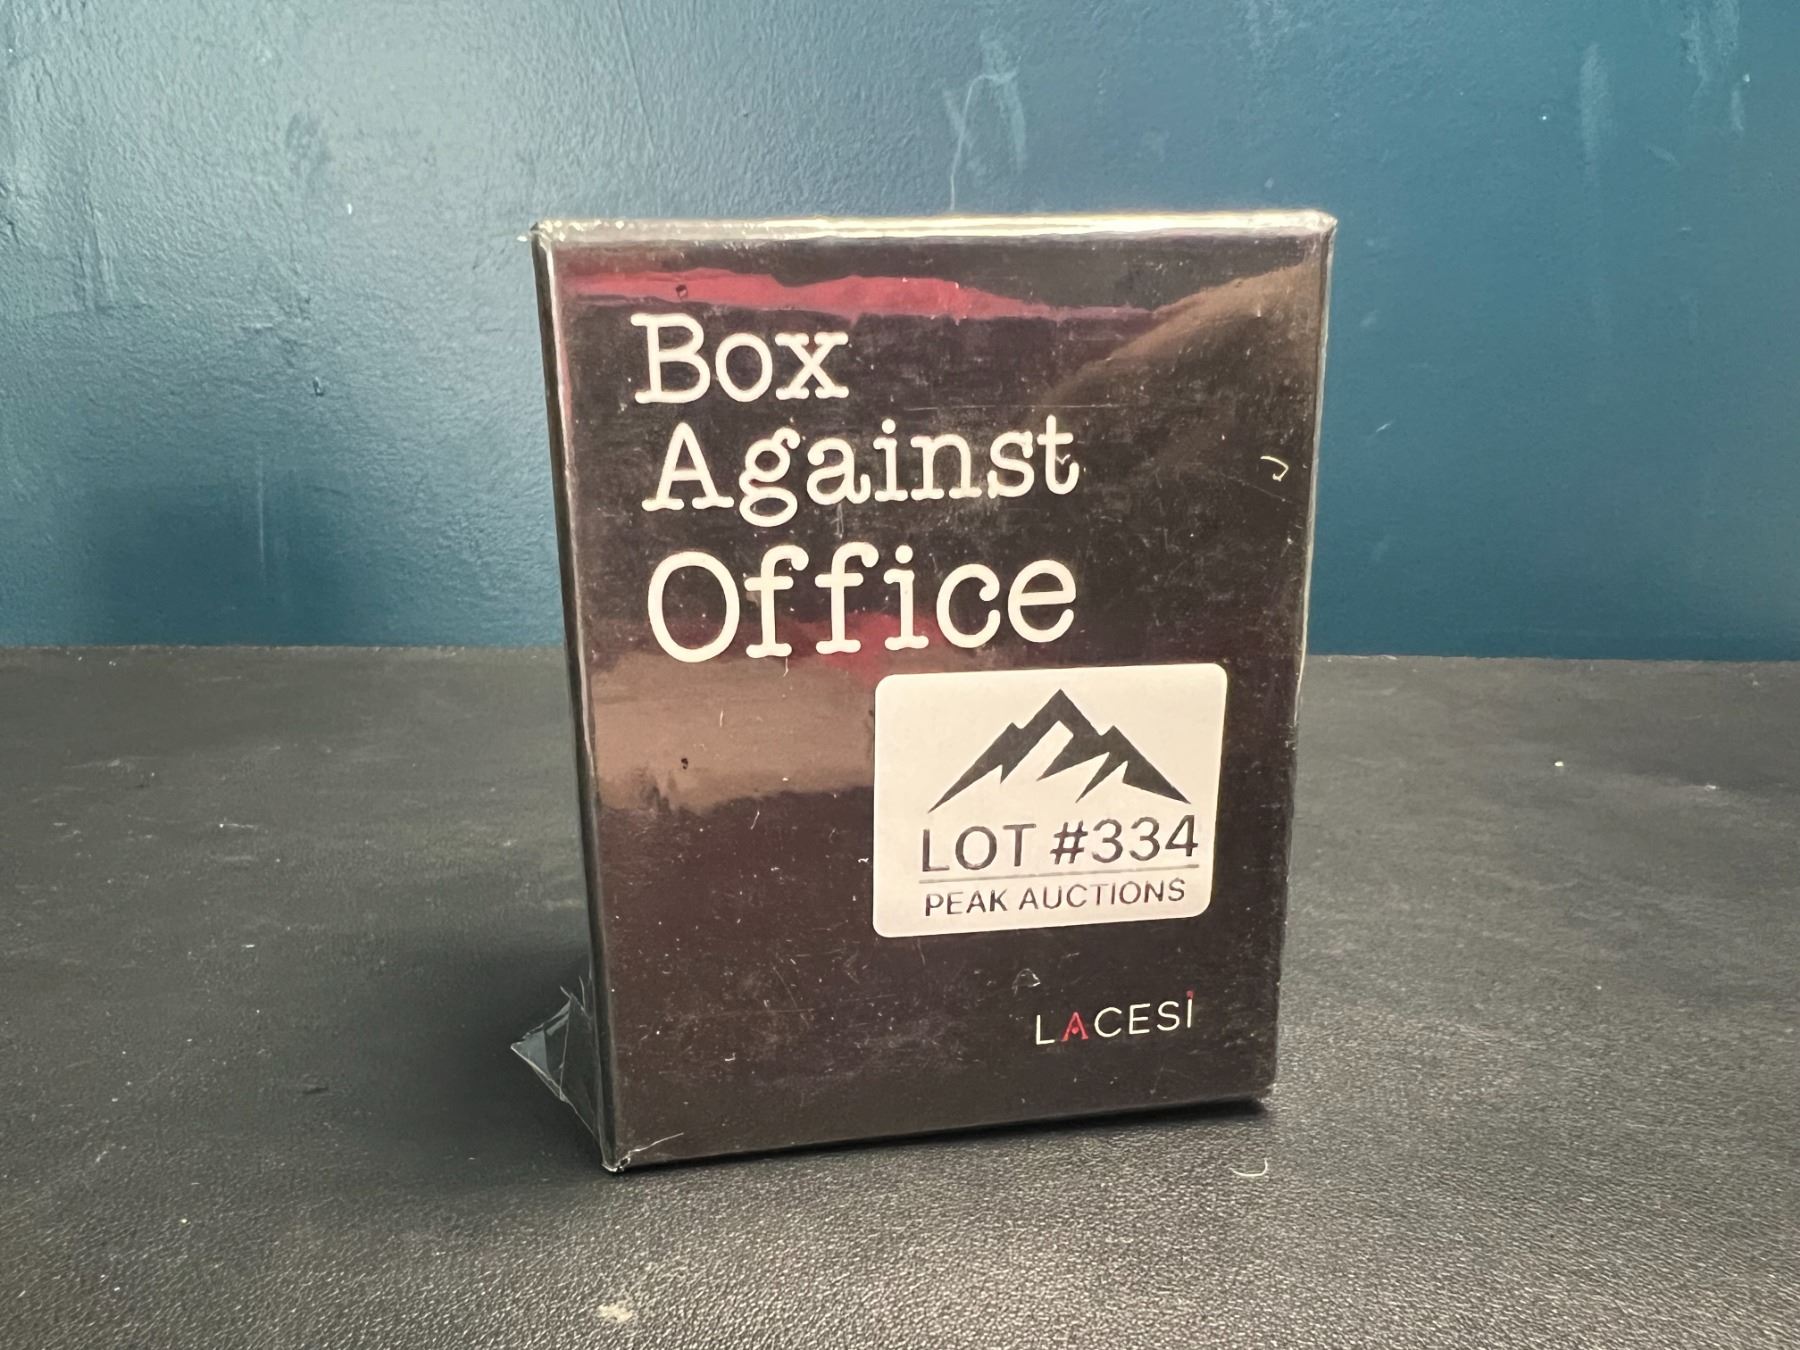 Box
Against
Office
LOT #334
PEAK AUCTIONS
LACESI